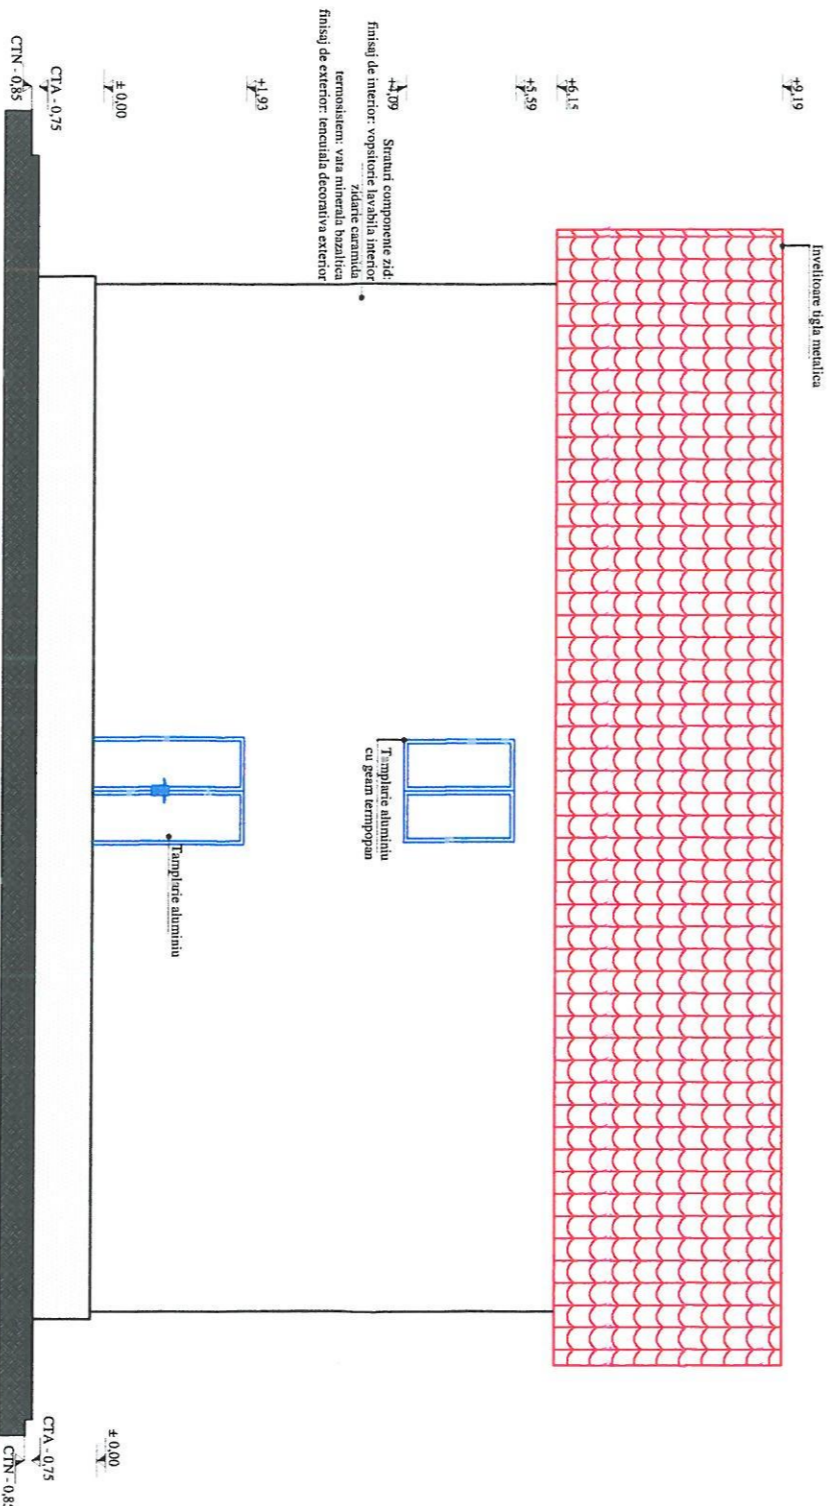 Invelitoare tigla metalica
+9,19
+6,15
+5,59
+4,09
+1,93
± 0,00
CTA - 0,75
CTN - 0,85
Straturi componente zid:
finisaj de interior: vopsitorie lavabila interior
zidarie caramida
termosistem: vata minerala bazaltica
finisaj de exterior: tencuiala decorativa exterior
Tamplarie aluminiu
cu geam termpopan
Tamplarie aluminiu
± 0,00
CTA - 0,75
CTN - 0,85